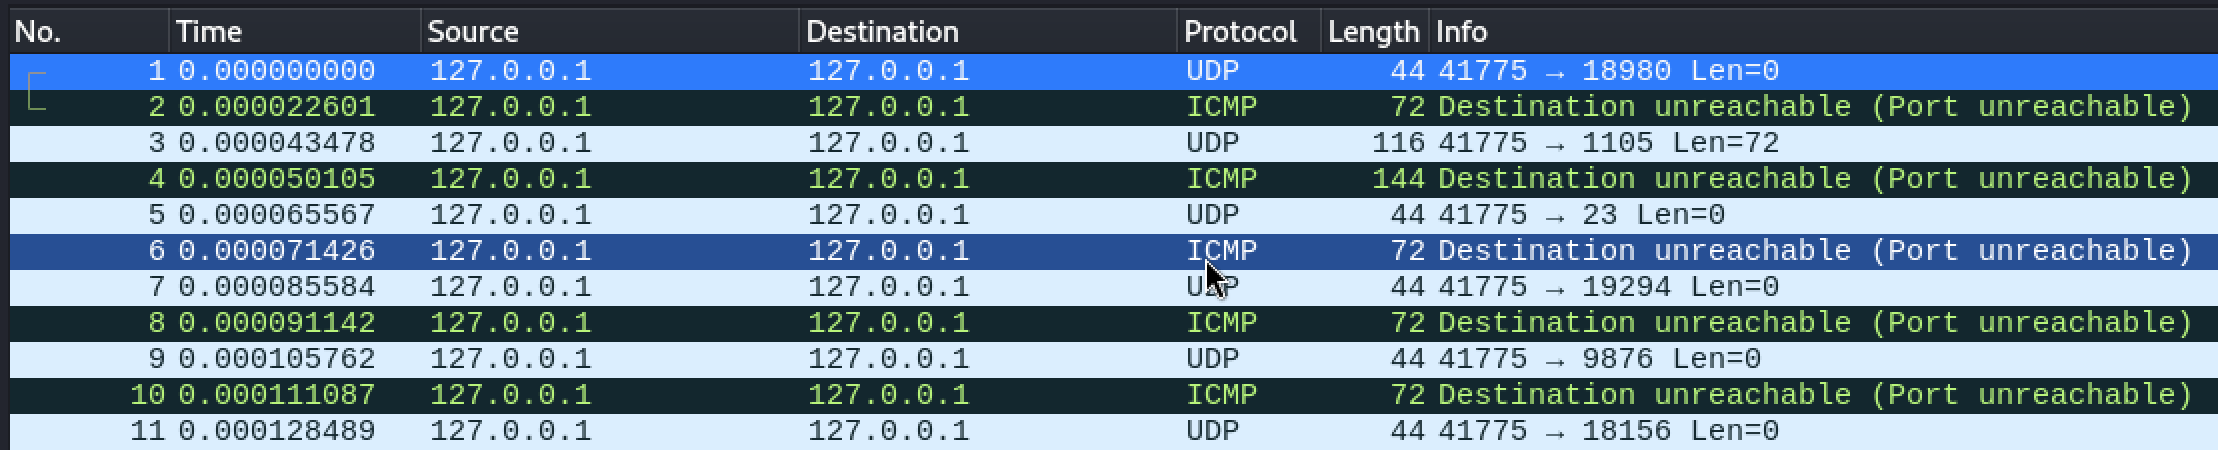 No. Time Source Destination Protocol Length Info
1 0.000000000 127.0.0.1 127.0.0.1 UDP 44 41775 → 18980 Len=0
2 0.000022601 127.0.0.1 127.0.0.1 ICMP 72 Destination unreachable (Port unreachable)
3 0.000043478 127.0.0.1 127.0.0.1 UDP 116 41775 → 1105 Len=72
4 0.000050105 127.0.0.1 127.0.0.1 ICMP 144 Destination unreachable (Port unreachable)
5 0.000065567 127.0.0.1 127.0.0.1 UDP 44 41775 → 23 Len=0
6 0.000071426 127.0.0.1 127.0.0.1 ICMP 72 Destination unreachable (Port unreachable)
7 0.000085584 127.0.0.1 127.0.0.1 UDP 44 41775 → 19294 Len=0
8 0.000091142 127.0.0.1 127.0.0.1 ICMP 72 Destination unreachable (Port unreachable)
9 0.000105762 127.0.0.1 127.0.0.1 UDP 44 41775 → 9876 Len=0
10 0.000111087 127.0.0.1 127.0.0.1 ICMP 72 Destination unreachable (Port unreachable)
11 0.000128489 127.0.0.1 127.0.0.1 UDP 44 41775 → 18156 Len=0